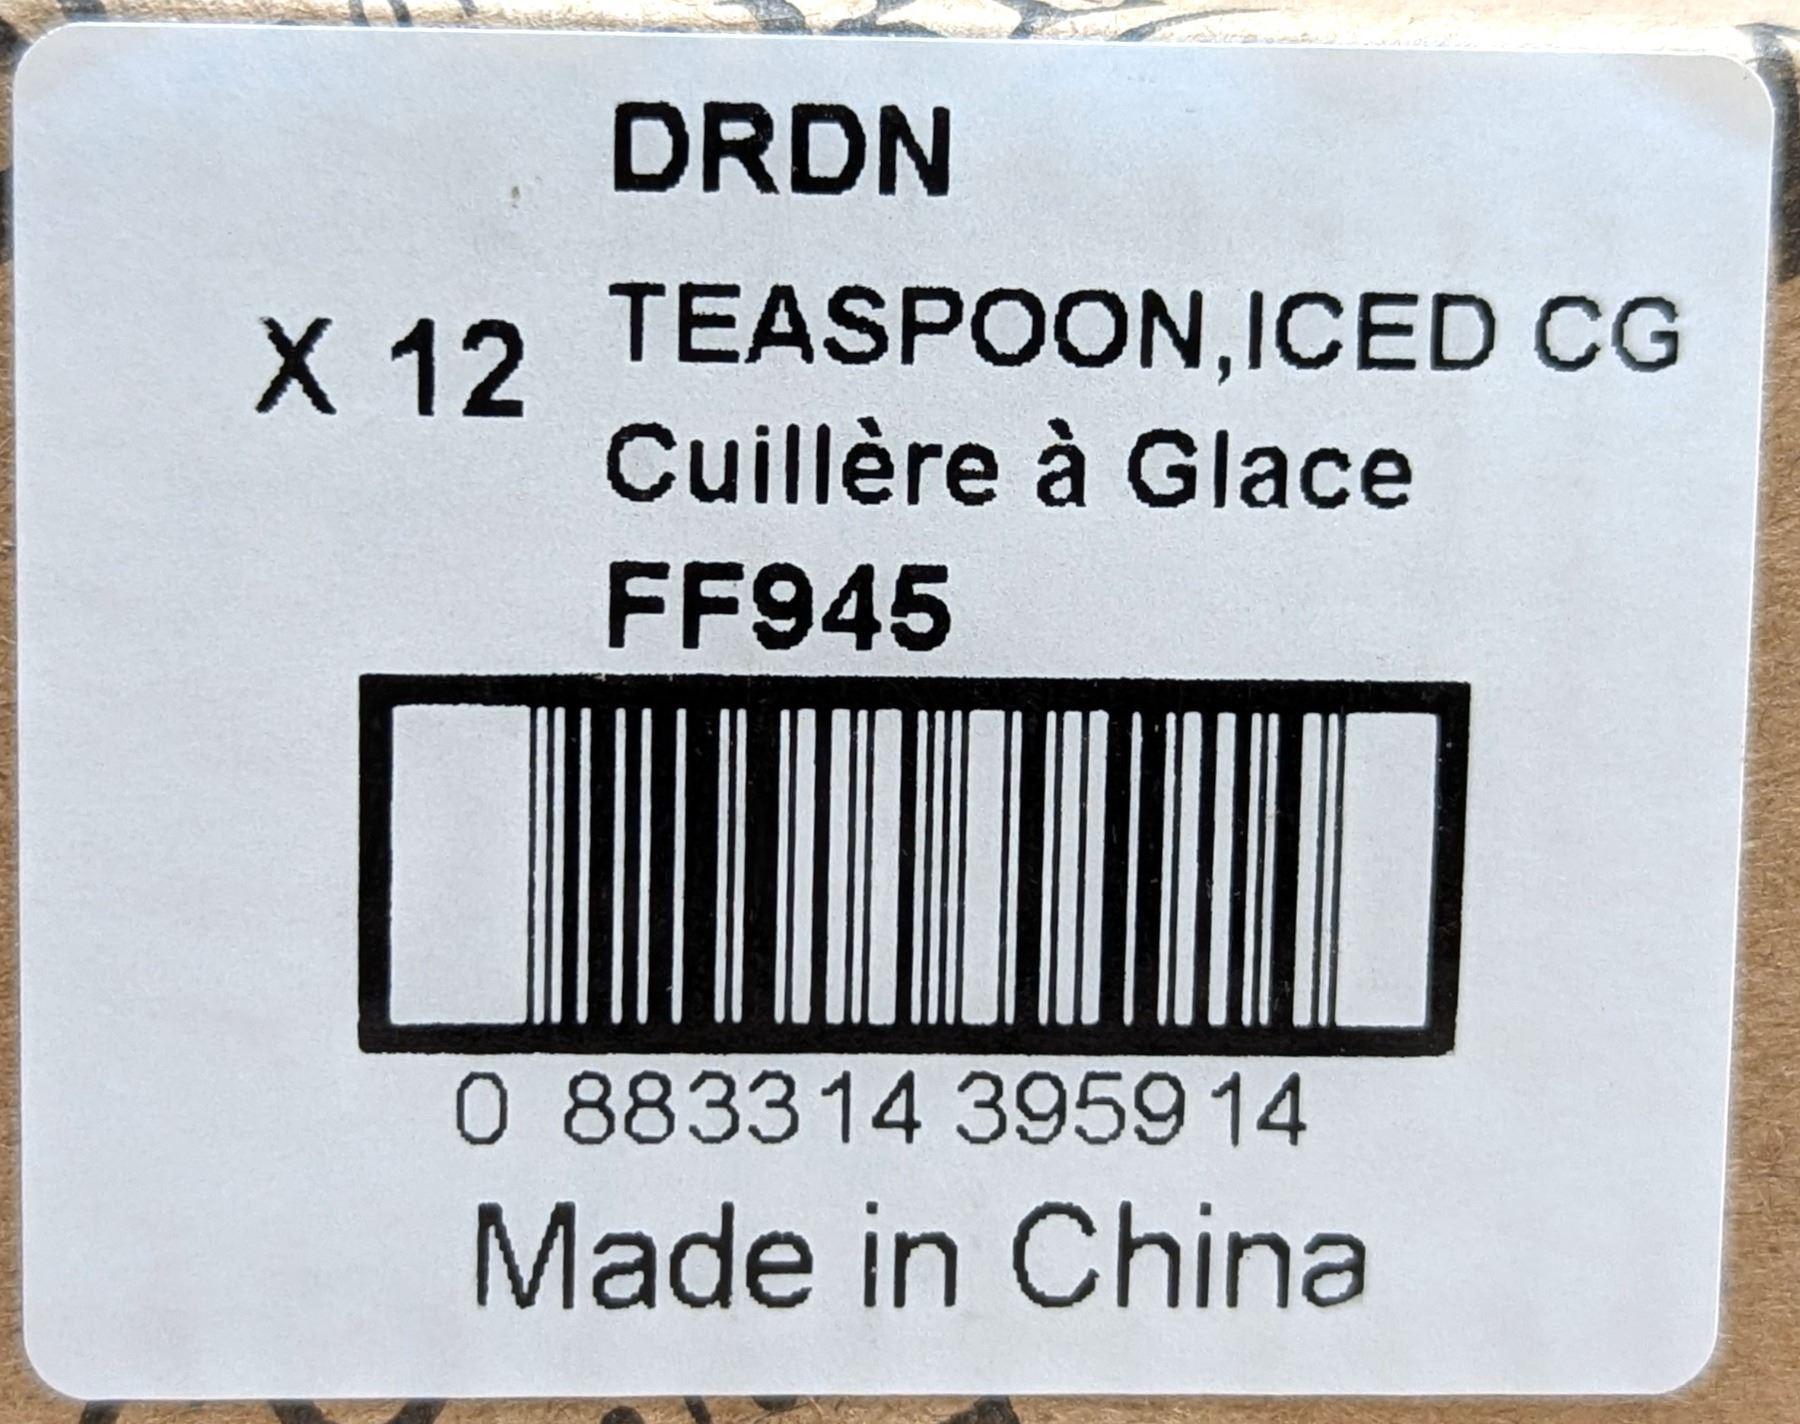 DRDN
X 12
TEASPOON,ICED CG
Cuillère à Glace
FF945
0 883314 395914
Made in China